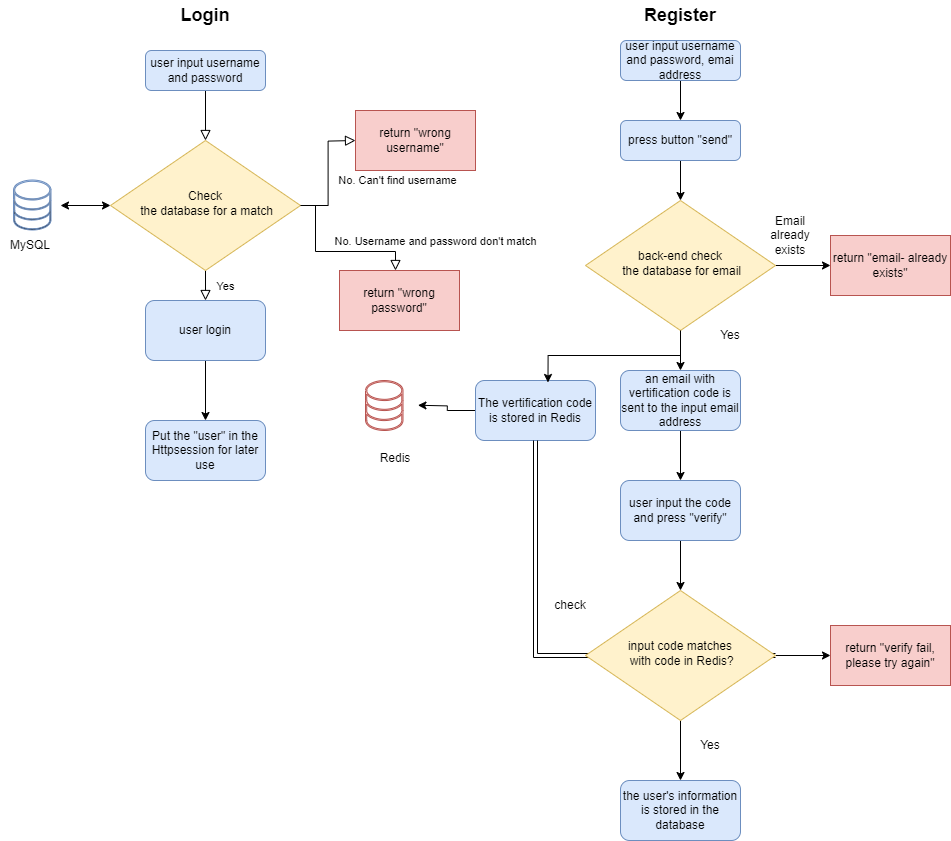 Login
user input username
and password
Check
the database for a match
MySQL
return "wrong
username"
No. Can't find username
No. Username and password don't match
return "wrong
password"
Yes
user login
Put the "user" in the
Httpsession for later
use
Register
user input username
and password, emai
address
press button "send"
back-end check
the database for email
Email
already
exists
return "email- already
exists"
Yes
The vertification code
is stored in Redis
Redis
an email with
vertification code is
sent to the input email
address
user input the code
and press "verify"
check
input code matches
with code in Redis?
return "verify fail,
please try again"
Yes
the user's information
is stored in the
database